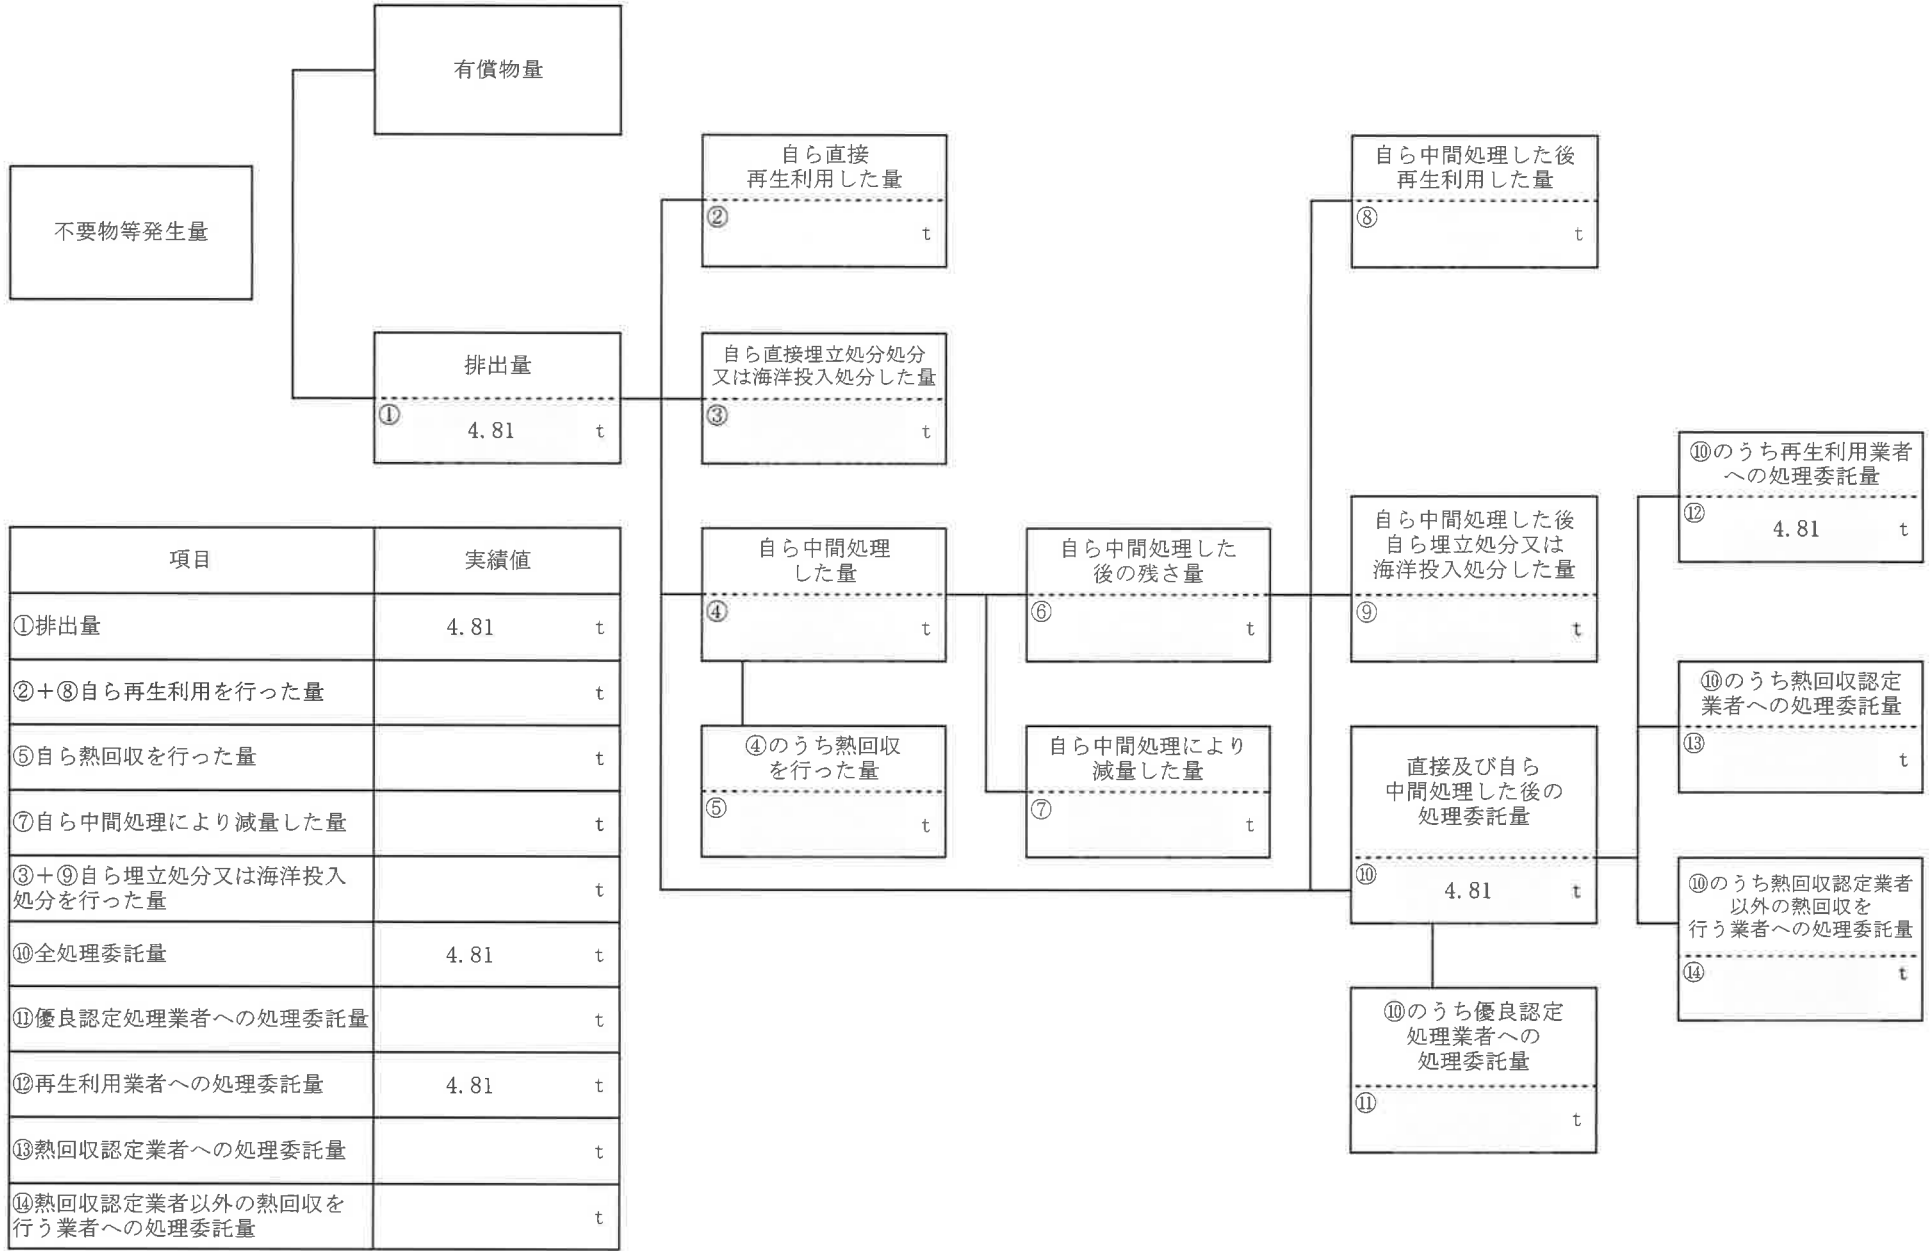 有償物量
不要物等発生量
排出量
①
4.81 t
自ら直接
再生利用した量
②
t
自ら直接埋立処分処分
又は海洋投入処分した量
③
t
自ら中間処理
した量
④
t
④のうち熱回収
を行った量
⑤
t
自ら中間処理した
後の残さ量
⑥
t
自ら中間処理により
減量した量
⑦
t
自ら中間処理した後
再生利用した量
⑧
t
自ら中間処理した後
自ら埋立処分又は
海洋投入処分した量
⑨
t
直接及び自ら
中間処理した後の
処理委託量
⑩
4.81 t
⑩のうち優良認定
処理業者への
処理委託量
⑪
t
⑩のうち再生利用業者
への処理委託量
⑫
4.81 t
⑩のうち熱回収認定
業者への処理委託量
⑬
t
⑩のうち熱回収認定業者
以外の熱回収を
行う業者への処理委託量
⑭
t
項目 実績値
①排出量 4.81 t
②＋⑧自ら再生利用を行った量 t
⑤自ら熱回収を行った量 t
⑦自ら中間処理により減量した量 t
③＋⑨自ら埋立処分又は海洋投入
処分を行った量 t
⑩全処理委託量 4.81 t
⑪優良認定処理業者への処理委託量 t
⑫再生利用業者への処理委託量 4.81 t
⑬熱回収認定業者への処理委託量 t
⑭熱回収認定業者以外の熱回収を
行う業者への処理委託量 t